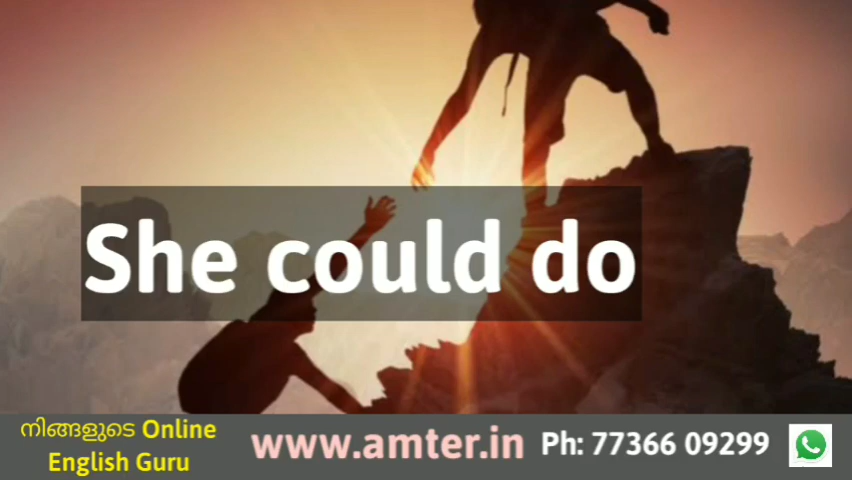 She could do
നിങ്ങളുടെ Online
English Guru
www.amter.in
Ph: 77366 09299